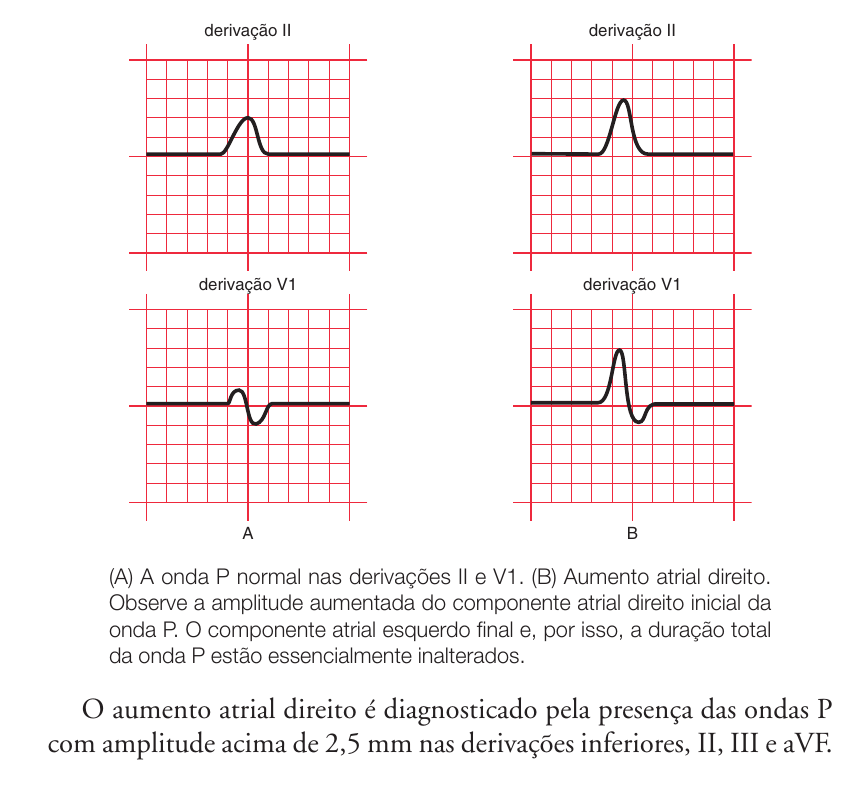 derivação II
derivação II
derivação V1
derivação V1
A
B
(A) A onda P normal nas derivações II e V1. (B) Aumento atrial direito.
Observe a amplitude aumentada do componente atrial direito inicial da
onda P. O componente atrial esquerdo final e, por isso, a duração total
da onda P estão essencialmente inalterados.
O aumento atrial direito é diagnosticado pela presença das ondas P
com amplitude acima de 2,5 mm nas derivações inferiores, II, III e aVF.